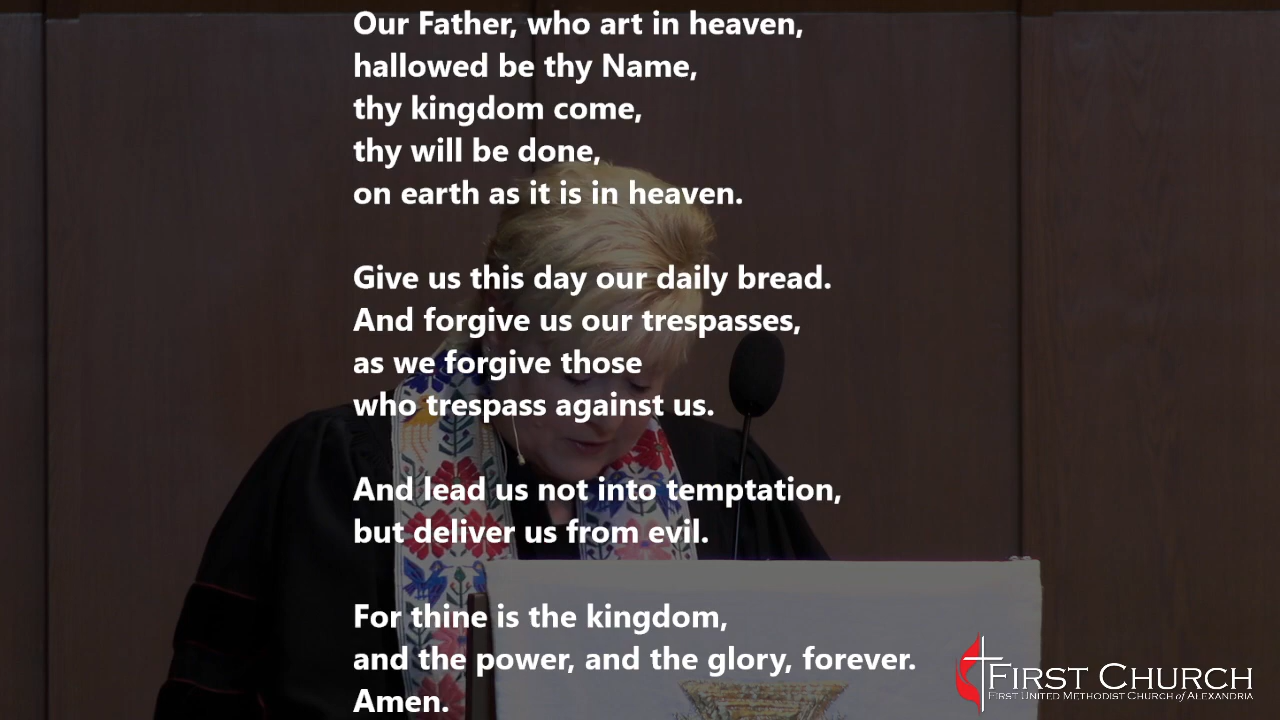 Our Father, who art in heaven,
hallowed be thy Name,
thy kingdom come,
thy will be done,
on earth as it is in heaven.
Give us this day our daily bread.
And forgive us our trespasses,
as we forgive those
who trespass against us.
And lead us not into temptation,
but deliver us from evil.
For thine is the kingdom,
and the power, and the glory, forever.
Amen.
FIRST CHURCH
FIRST UNITED METHODIST CHURCH of ALEXANDRIA